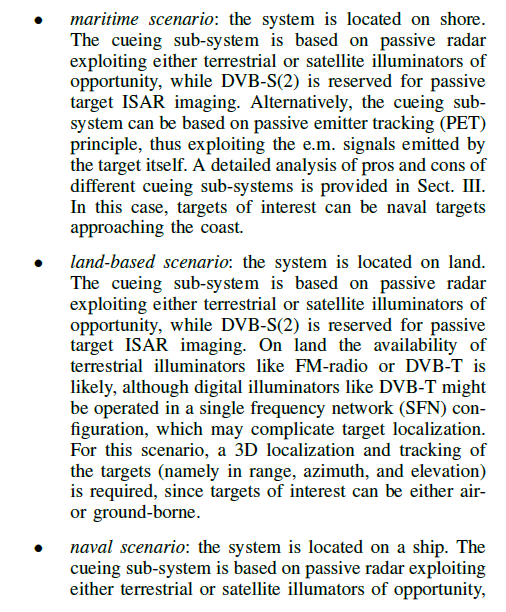 • maritime scenario: the system is located on shore.
The cueing sub-system is based on passive radar
exploiting either terrestrial or satellite illuminators of
opportunity, while DVB-S(2) is reserved for passive
target ISAR imaging. Alternatively, the cueing sub-
system can be based on passive emitter tracking (PET)
principle, thus exploiting the e.m. signals emitted by
the target itself. A detailed analysis of pros and cons of
different cueing sub-systems is provided in Sect. III.
In this case, targets of interest can be naval targets
approaching the coast.
• land-based scenario: the system is located on land.
The cueing sub-system is based on passive radar
exploiting either terrestrial or satellite illuminators of
opportunity, while DVB-S(2) is reserved for passive
target ISAR imaging. On land the availability of
terrestrial illuminators like FM-radio or DVB-T is
likely, although digital illuminators like DVB-T might
be operated in a single frequency network (SFN) con-
figuration, which may complicate target localization.
For this scenario, a 3D localization and tracking of
the targets (namely in range, azimuth, and elevation)
is required, since targets of interest can be either air-
or ground-borne.
• naval scenario: the system is located on a ship. The
cueing sub-system is based on passive radar exploiting
either terrestrial or satellite illumators of opportunity,